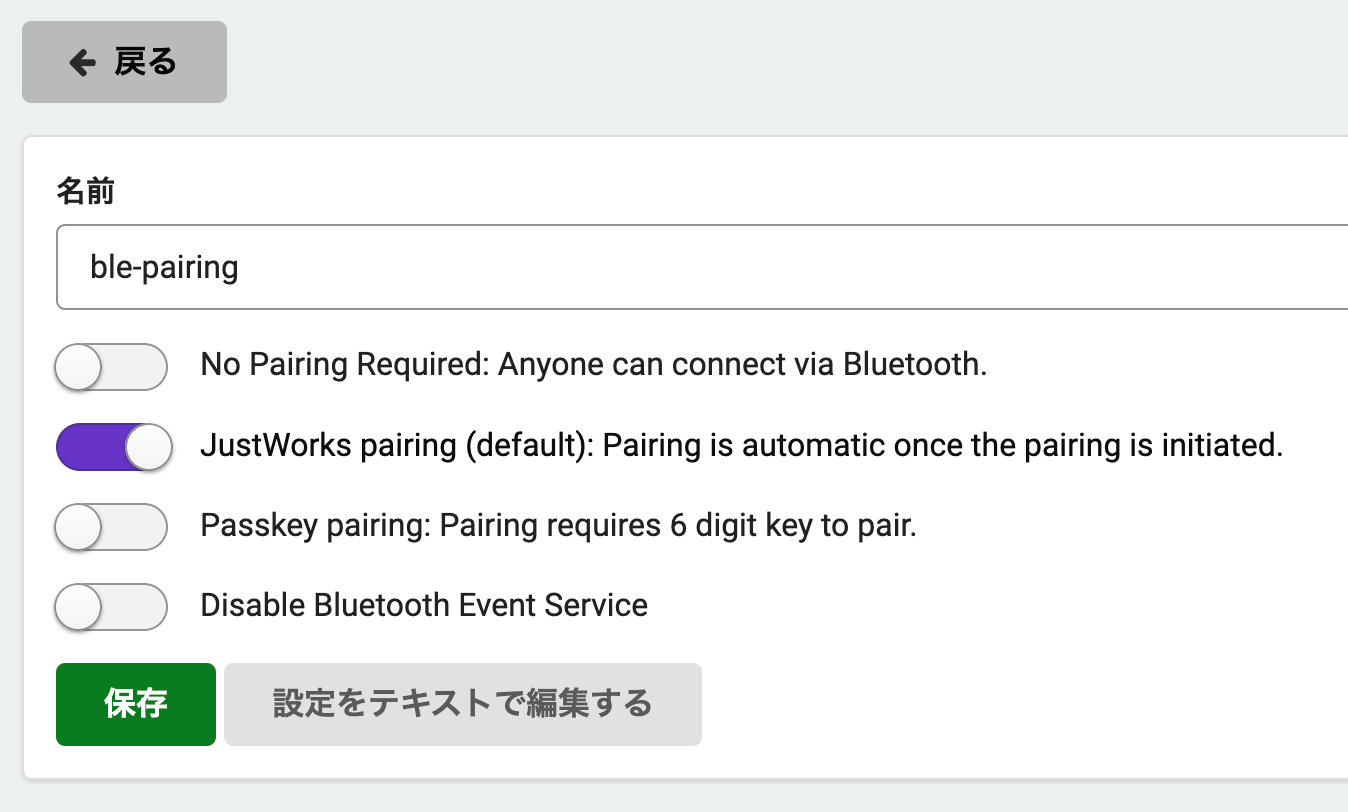 戻る
名前
ble-pairing
No Pairing Required: Anyone can connect via Bluetooth.
JustWorks pairing (default): Pairing is automatic once the pairing is initiated.
Passkey pairing: Pairing requires 6 digit key to pair.
Disable Bluetooth Event Service
保存 設定をテキストで編集する